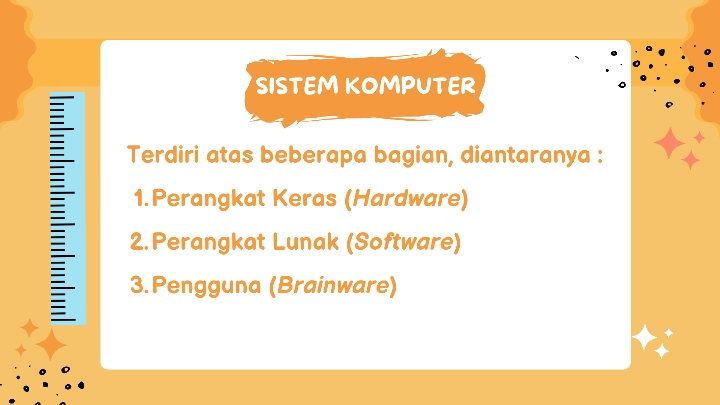 SISTEM KOMPUTER
Terdiri atas beberapa bagian, diantaranya :
1. Perangkat Keras (Hardware)
2. Perangkat Lunak (Software)
3. Pengguna (Brainware)